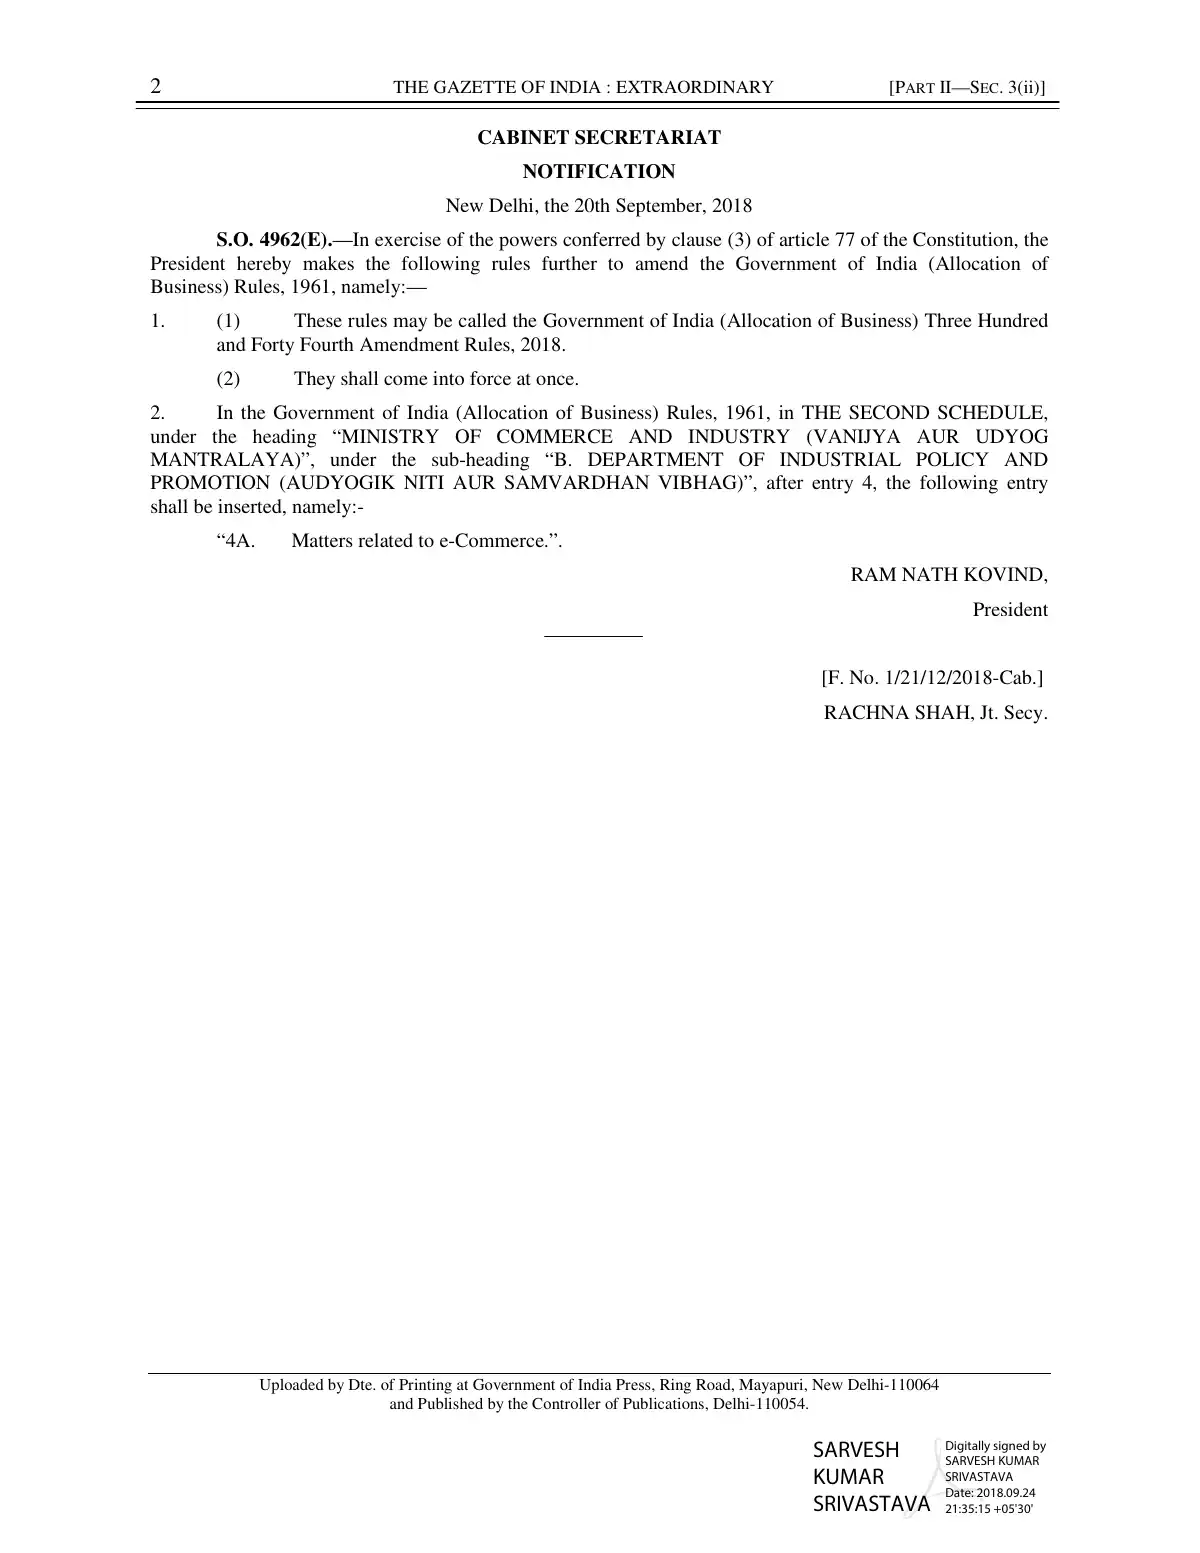 2 THE GAZETTE OF INDIA : EXTRAORDINARY [PART II—SEC. 3(ii)]
CABINET SECRETARIAT
NOTIFICATION
New Delhi, the 20th September, 2018
S.O. 4962(E).—In exercise of the powers conferred by clause (3) of article 77 of the Constitution, the
President hereby makes the following rules further to amend the Government of India (Allocation of
Business) Rules, 1961, namely:—
1. (1) These rules may be called the Government of India (Allocation of Business) Three Hundred
and Forty Fourth Amendment Rules, 2018.
(2) They shall come into force at once.
2. In the Government of India (Allocation of Business) Rules, 1961, in THE SECOND SCHEDULE,
under the heading “MINISTRY OF COMMERCE AND INDUSTRY (VANIJYA AUR UDYOG
MANTRALAYA)”, under the sub-heading “B. DEPARTMENT OF INDUSTRIAL POLICY AND
PROMOTION (AUDYOGIK NITI AUR SAMVARDHAN VIBHAG)”, after entry 4, the following entry
shall be inserted, namely:-
“4A. Matters related to e-Commerce.”.
RAM NATH KOVIND,
President
[F. No. 1/21/12/2018-Cab.]
RACHNA SHAH, Jt. Secy.
Uploaded by Dte. of Printing at Government of India Press, Ring Road, Mayapuri, New Delhi-110064
and Published by the Controller of Publications, Delhi-110054.
SARVESH
KUMAR
SRIVASTAVA
Digitally signed by
SARVESH KUMAR
SRIVASTAVA
Date: 2018.09.24
21:35:15 +05'30'